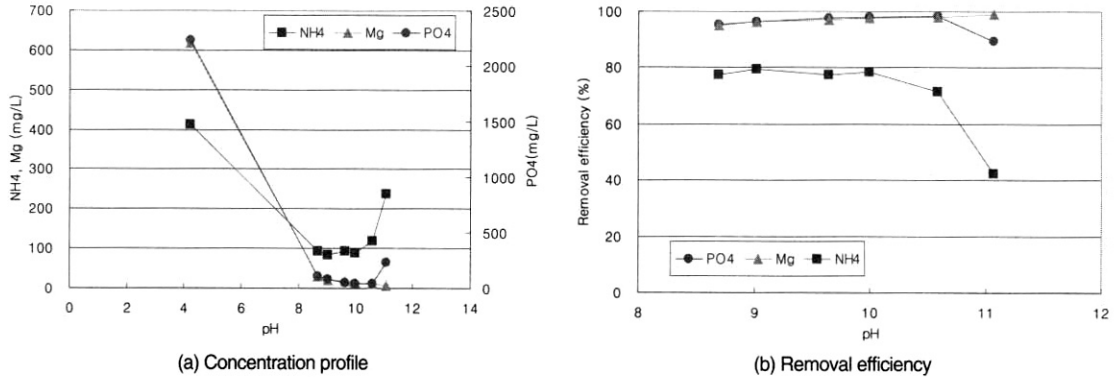 700
600
500
400
300
200
100
0
NH4, Mg (mg/L)
2500
2000
1500
1000
500
0
PO4(mg/L)
NH4 Mg PO4
0 2 4 6 8 10 12 14
pH
(a) Concentration profile
100
80
60
40
20
0
Removal efficiency (%)
PO4 Mg NH4
8 9 10 11 12
pH
(b) Removal efficiency